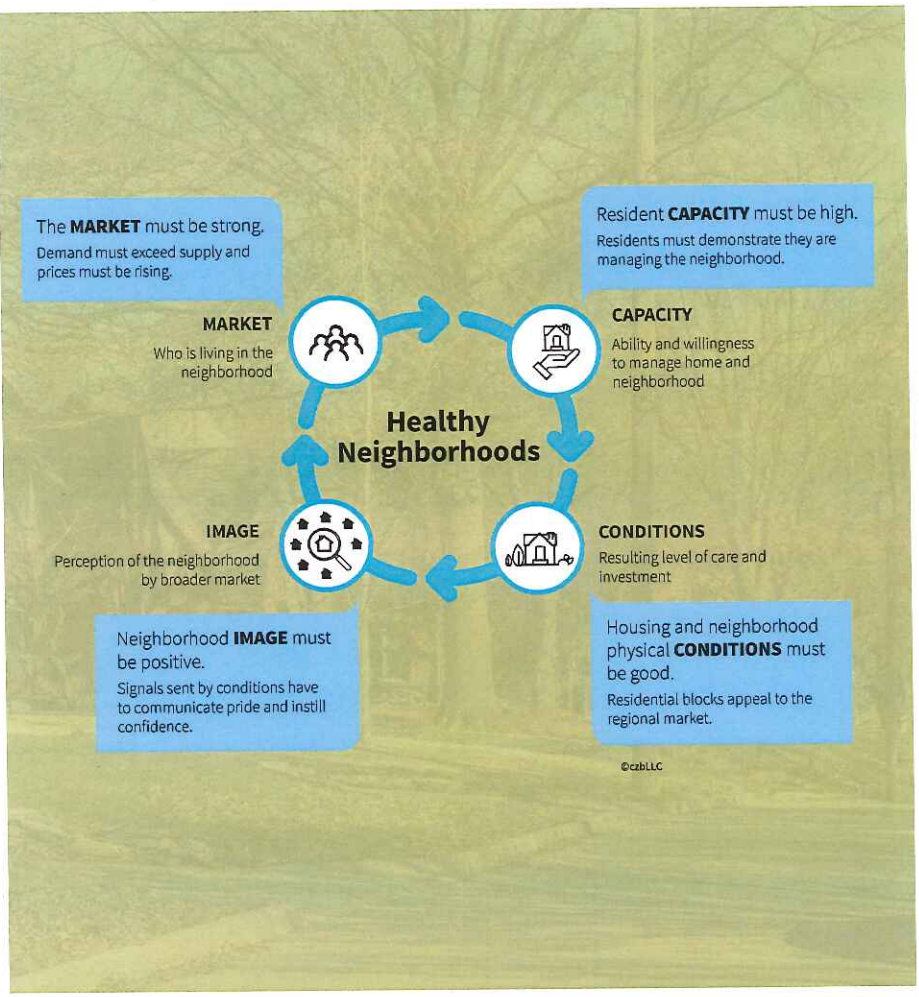 The MARKET must be strong.
Demand must exceed supply and
prices must be rising.
Resident CAPACITY must be high.
Residents must demonstrate they are
managing the neighborhood.
MARKET
Who is living in the
neighborhood
CAPACITY
Ability and willingness
to manage home and
neighborhood
Healthy
Neighborhoods
IMAGE
Perception of the neighborhood
by broader market
CONDITIONS
Resulting level of care and
investment
Neighborhood IMAGE must
be positive.
Signals sent by conditions have
to communicate pride and instill
confidence.
Housing and neighborhood
physical CONDITIONS must
be good.
Residential blocks appeal to the
regional market.
©czbLLC